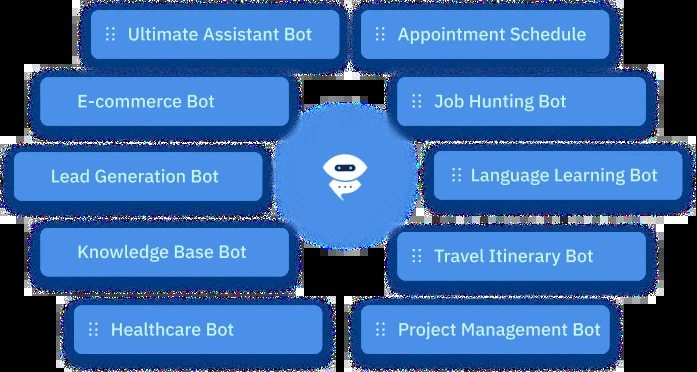 Ultimate Assistant Bot
Appointment Schedule
E-commerce Bot
Job Hunting Bot
Lead Generation Bot
Language Learning Bot
Knowledge Base Bot
Travel Itinerary Bot
Healthcare Bot
Project Management Bot